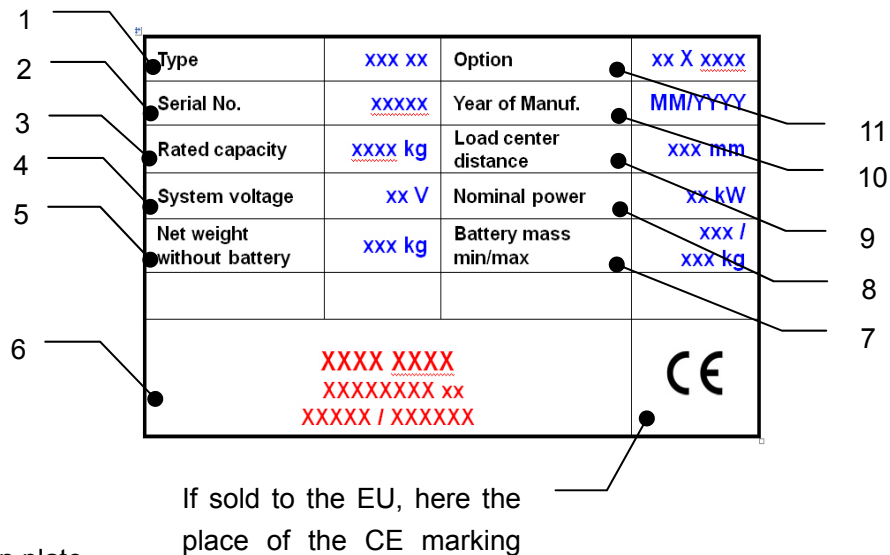 1
2
3
4
5
6
Type xxx xx Option xx X xxxx
Serial No. xxxxx Year of Manuf. MM/YYYY
Rated capacity xxxx kg Load center
distance xxx mm
System voltage xx V Nominal power xx kW
Net weight
without battery xxx kg Battery mass
min/max xxx /
xxx kg
XXXX XXXX
XXXXXXXX xx
XXXXX / XXXXXX
CE
11
10
9
8
7
If sold to the EU, here the
place of the CE marking
plate